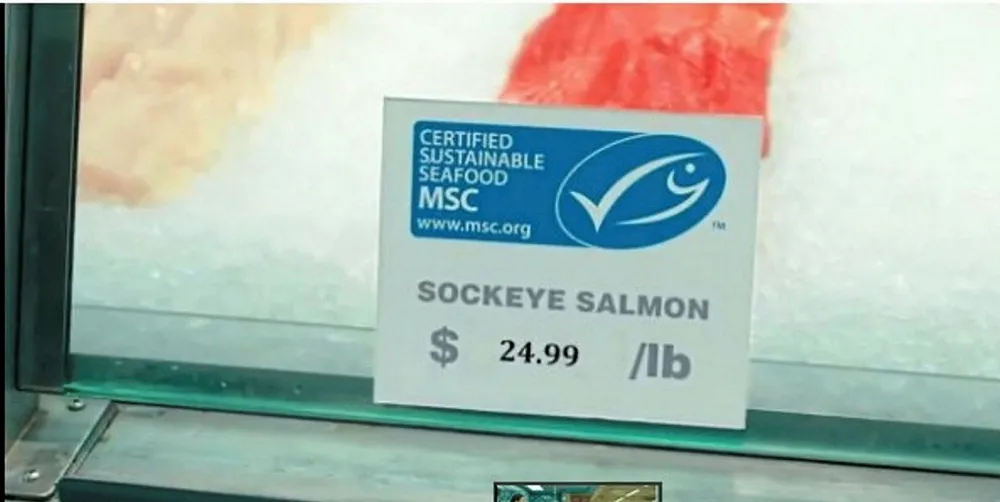 CERTIFIED
SUSTAINABLE
SEAFOOD
MSC
www.msc.org
TM
SOCKEYE SALMON
$ 24.99 /lb